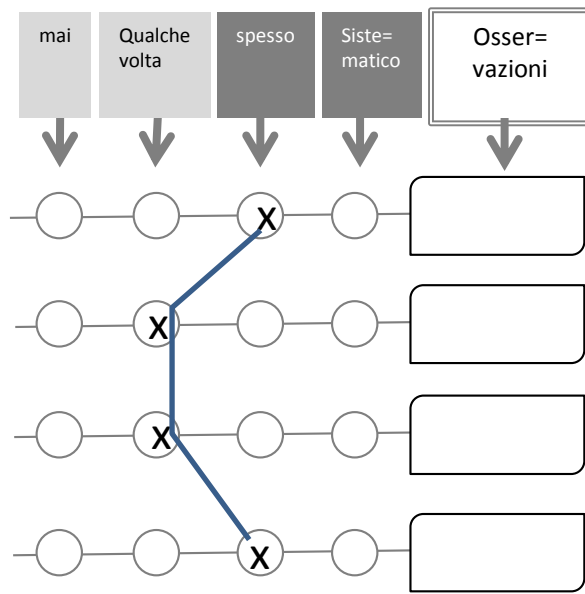 mai
Qualche
volta
spesso
Siste=
matico
Osser=
vazioni
X
X
X
X